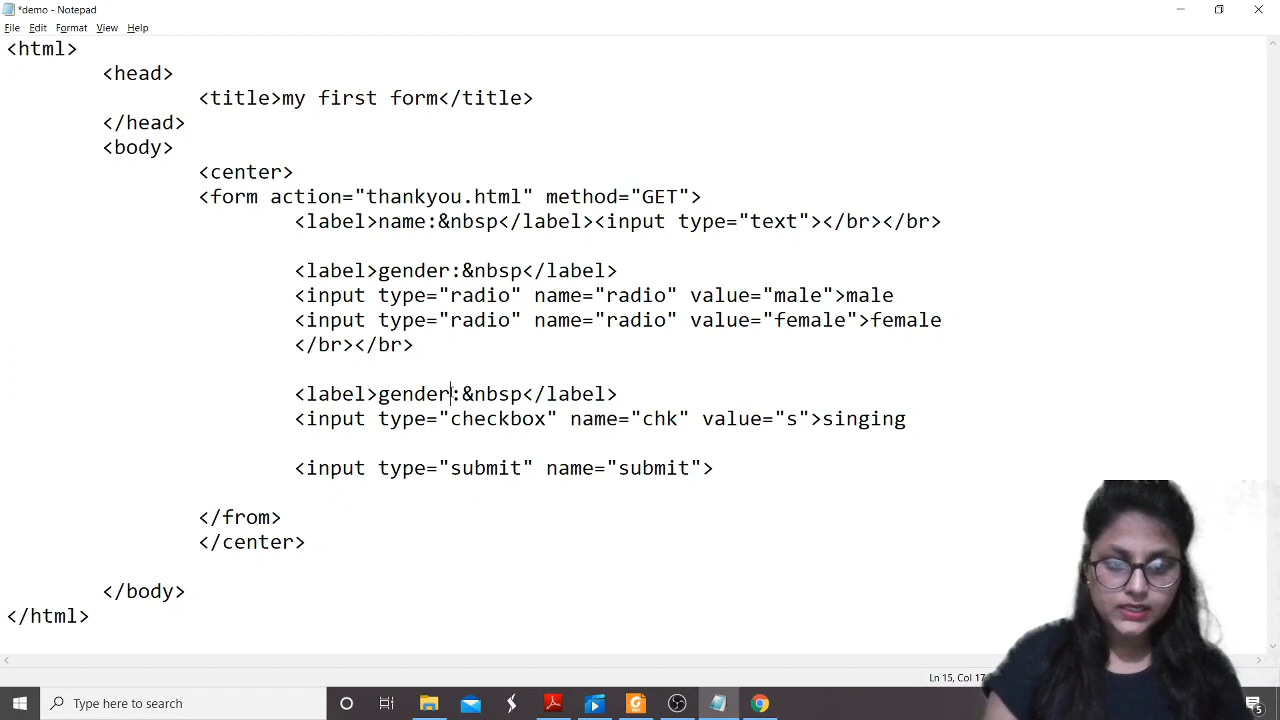 *demo - Notepad
File Edit Format View Help
<html>
<head>
<title>my first form</title>
</head>
<body>
<center>
<form action="thankyou.html" method="GET">
<label>name:&nbsp</label><input type="text"></br></br>
<label>gender:&nbsp</label>
<input type="radio" name="radio" value="male">male
<input type="radio" name="radio" value="female">female
</br></br>
<label>gender:&nbsp</label>
<input type="checkbox" name="chk" value="s">singing
<input type="submit" name="submit">
</from>
</center>
</body>
</html>
Ln 15, Col 17
Type here to search
5